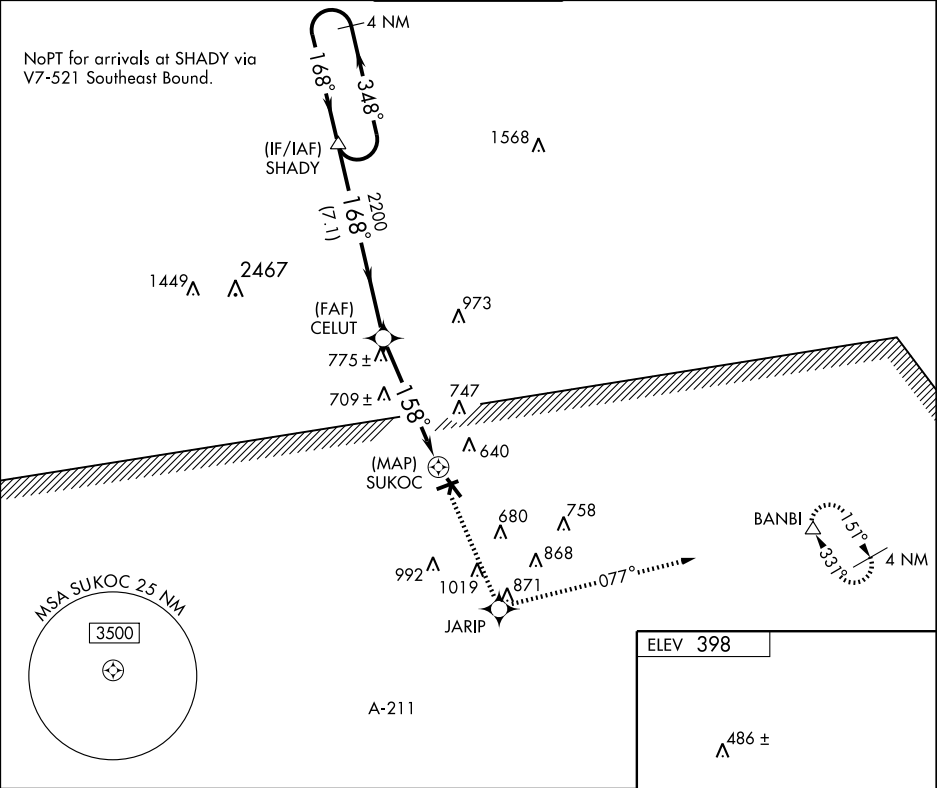 4 NM
NoPT for arrivals at SHADY via
V7-521 Southeast Bound.
168°
348°
(IF/IAF)
SHADY
1568
2200
168°
(7.1)
1449
2467
(FAF)
CELUT
973
775 ±
709 ±
158°
747
640
(MAP)
SUKOC
680
758
BANBI
151°
331°
4 NM
992
1019
868
871
077°
JARIP
MSA SUKOC 25 NM
3500
ELEV 398
A-211
486 ±